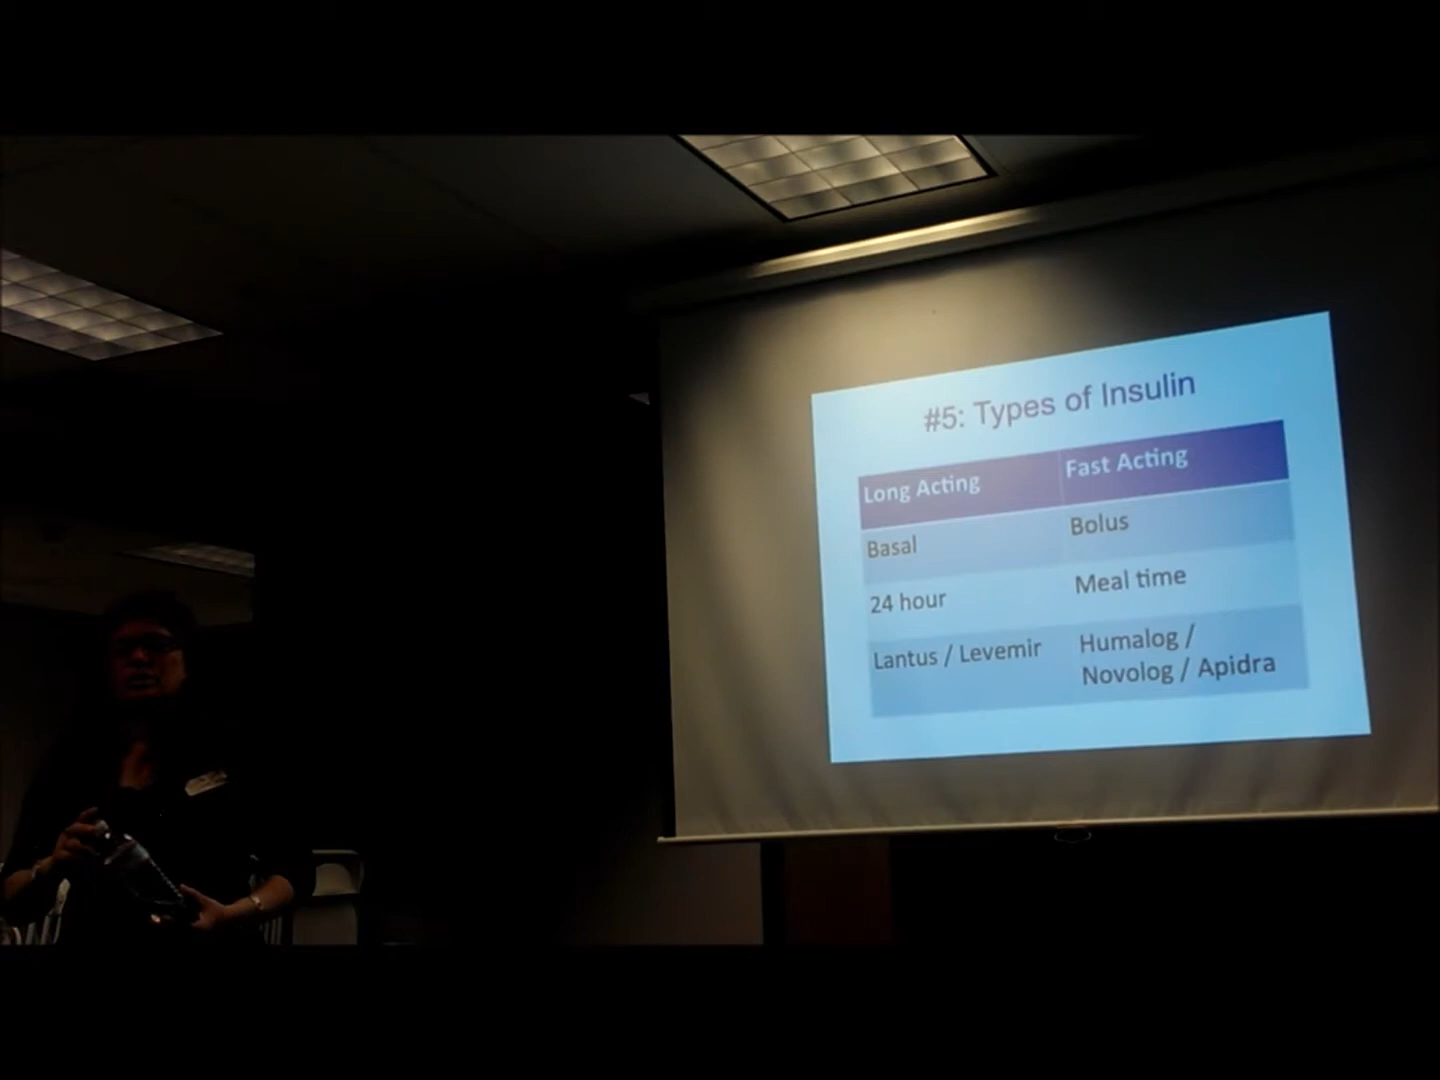 #5: Types of Insulin
Long Acting
Fast Acting
Basal
Bolus
24 hour
Meal time
Lantus / Levemir
Humalog /
Novolog / Apidra